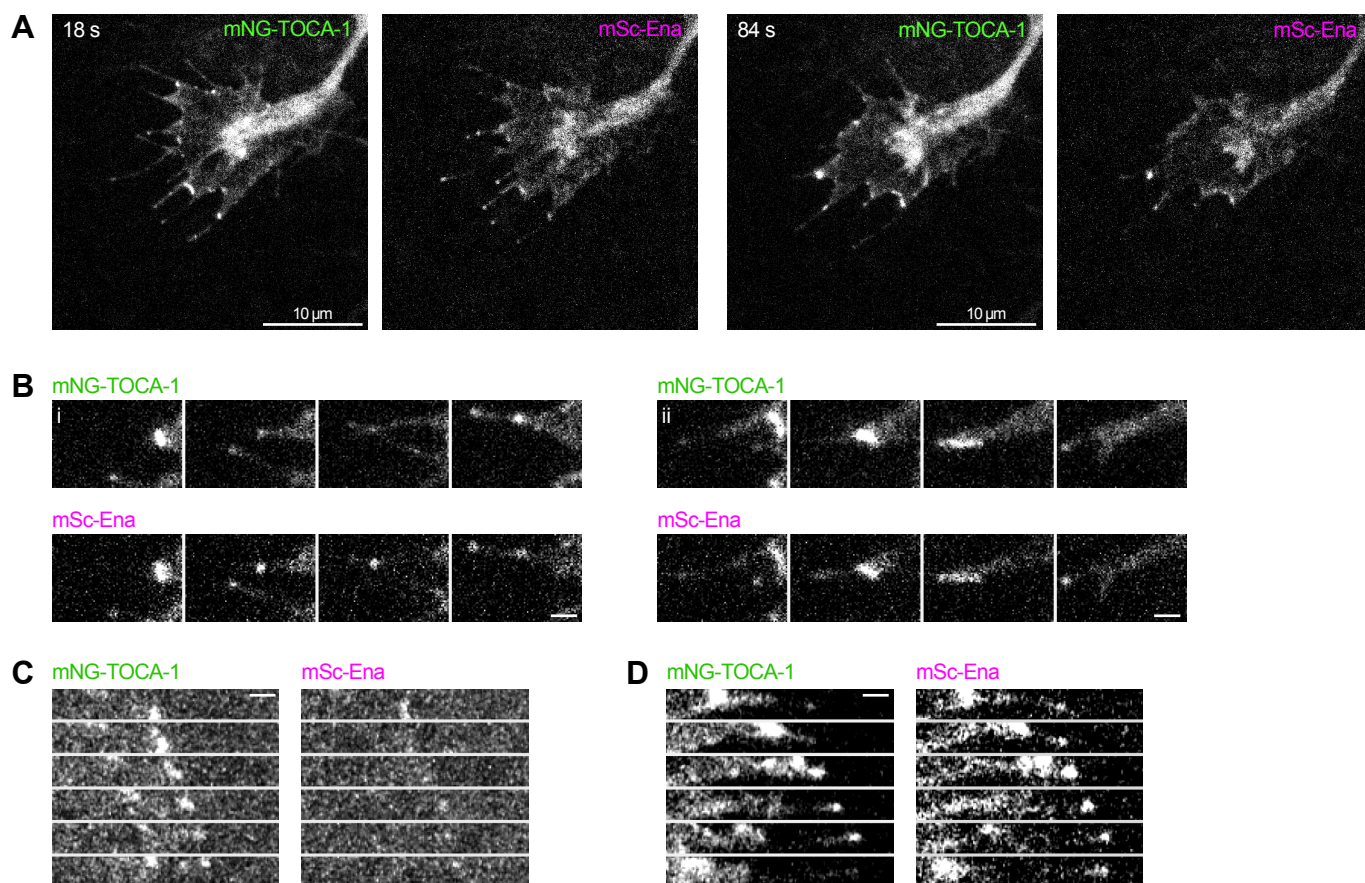 A
18 s
mNG-TOCA-1
mSc-Ena
84 s
mNG-TOCA-1
mSc-Ena
10 µm
10 µm
B
mNG-TOCA-1
mNG-TOCA-1
i
ii
mSc-Ena
mSc-Ena
C
mNG-TOCA-1
mSc-Ena
D
mNG-TOCA-1
mSc-Ena